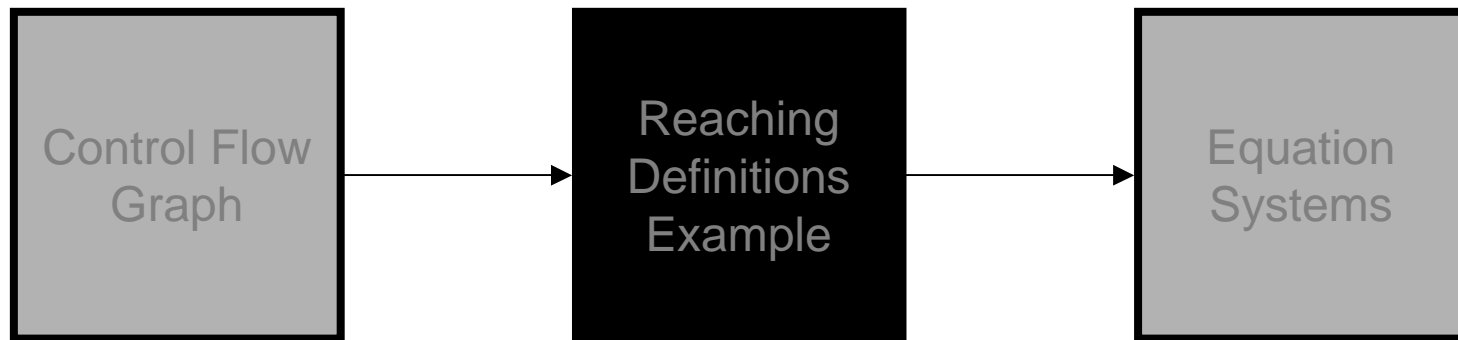 Control Flow
Graph
Reaching
Definitions
Example
Equation
Systems